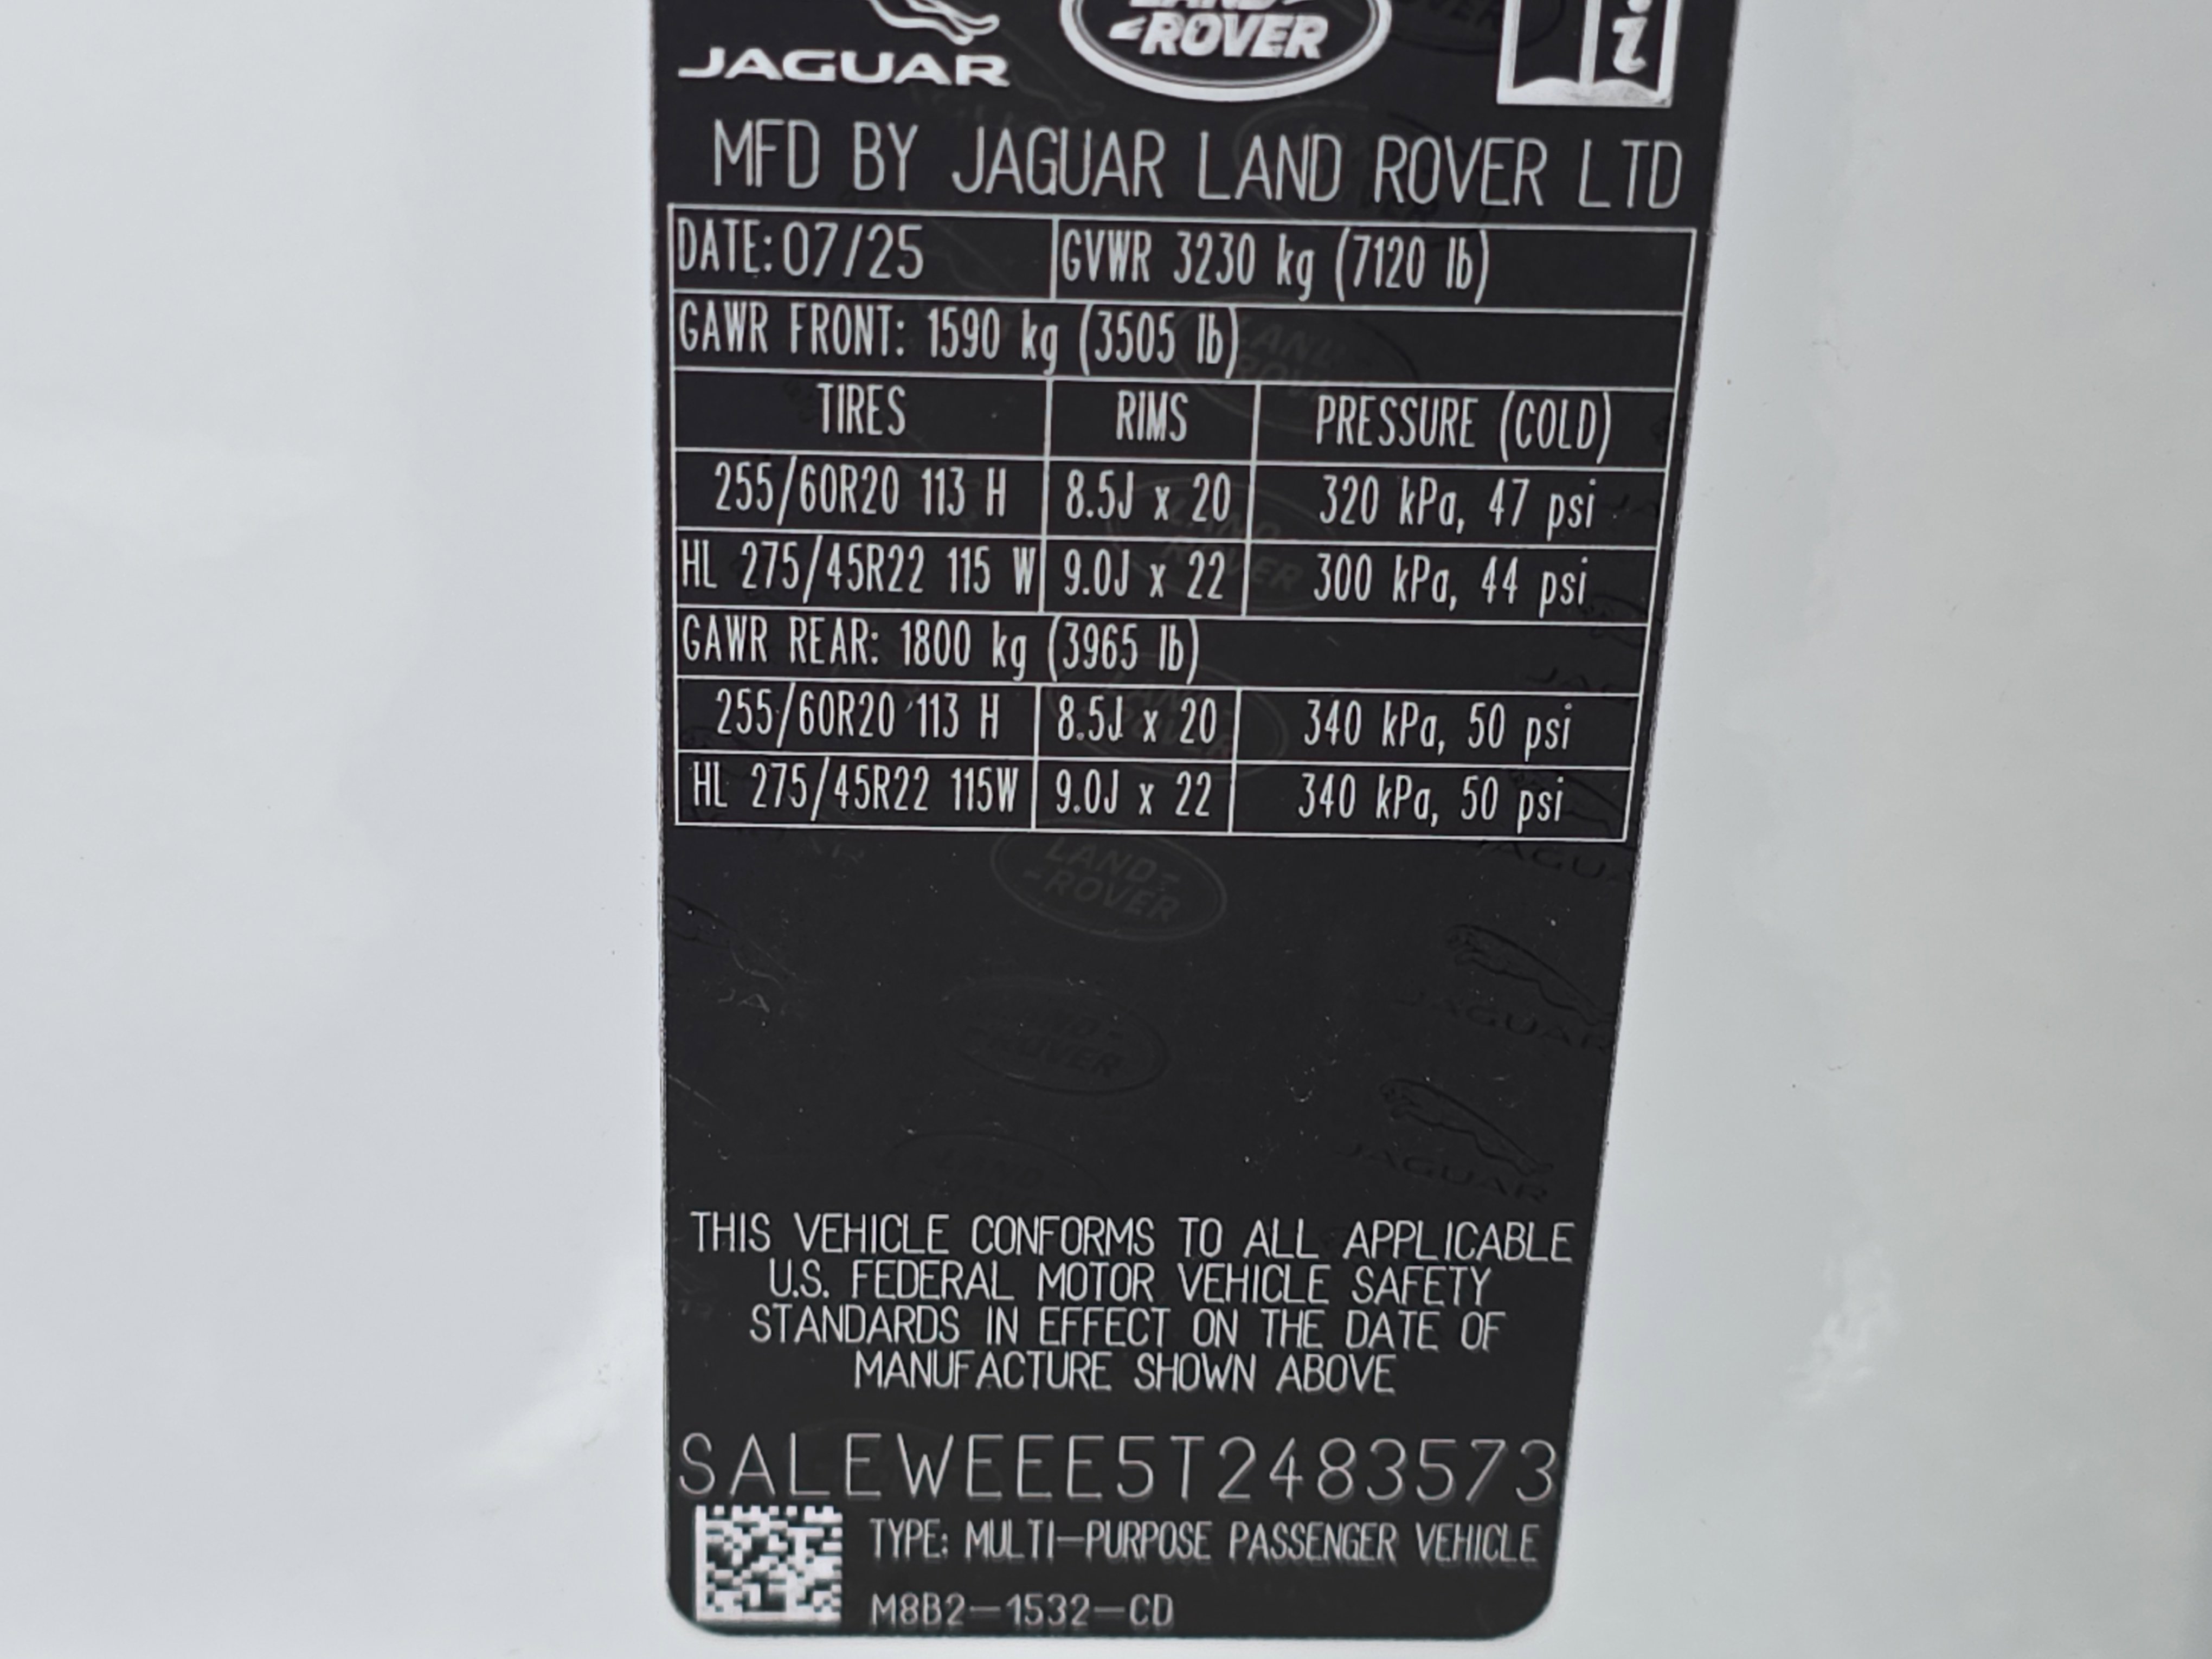 JAGUAR
LAND-
-ROVER
i
MFD BY JAGUAR LAND ROVER LTD
DATE: 07/25 GVWR 3230 kg (7120 lb)
GAWR FRONT: 1590 kg (3505 lb)
TIRES RIMS PRESSURE (COLD)
255/60R20 113 H 8.5J x 20 320 kPa, 47 psi
HL 275/45R22 115 W 9.0J x 22 300 kPa, 44 psi
GAWR REAR: 1800 kg (3965 lb)
255/60R20 113 H 8.5J x 20 340 kPa, 50 psi
HL 275/45R22 115W 9.0J x 22 340 kPa, 50 psi
LAND-
-ROVER
JAGUAR
JAGUAR
THIS VEHICLE CONFORMS TO ALL APPLICABLE
U.S. FEDERAL MOTOR VEHICLE SAFETY
STANDARDS IN EFFECT ON THE DATE OF
MANUFACTURE SHOWN ABOVE
SALEWEEE5T2483573
TYPE: MULTI-PURPOSE PASSENGER VEHICLE
M8B2-1532-CD